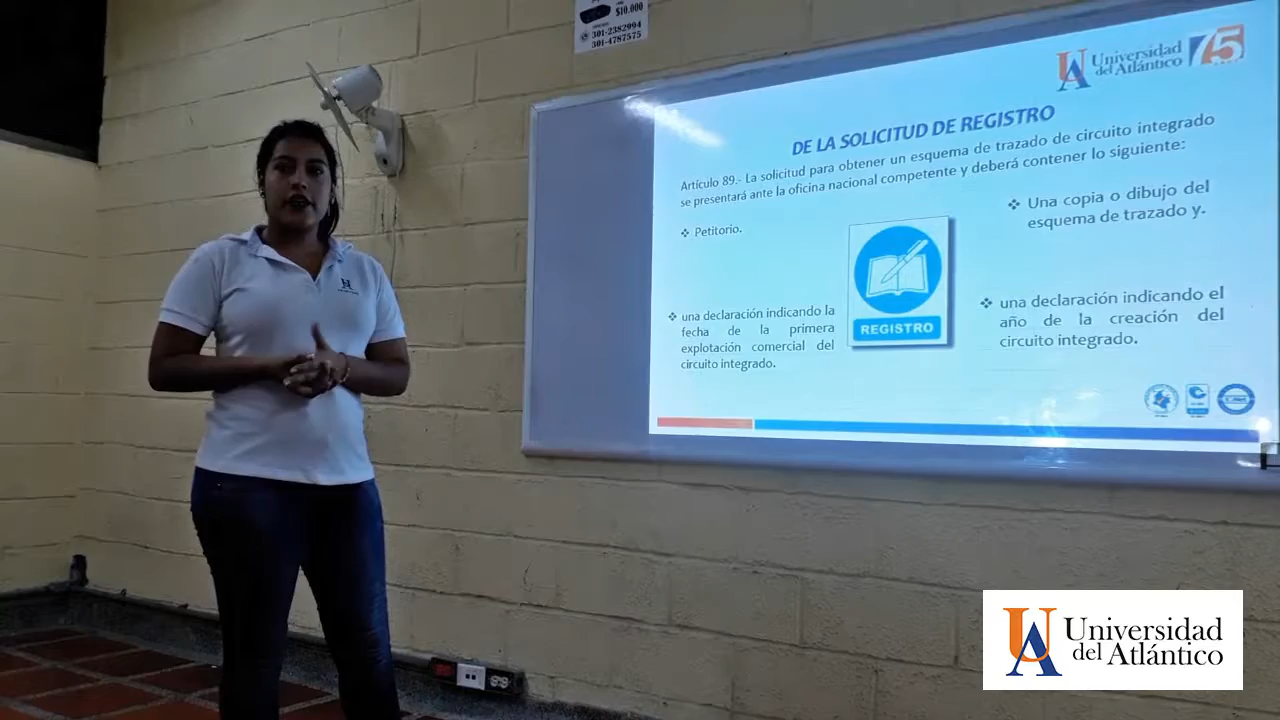 $10.000
301-2382994
301-4787575
Universidad
del Atlántico
75
DE LA SOLICITUD DE REGISTRO
Artículo 89.- La solicitud para obtener un esquema de trazado de circuito integrado
se presentará ante la oficina nacional competente y deberá contener lo siguiente:
❖ Petitorio.
❖ Una copia o dibujo del
esquema de trazado y.
REGISTRO
❖ una declaración indicando la
fecha de la primera
explotación comercial del
circuito integrado.
❖ una declaración indicando el
año de la creación del
circuito integrado.
UA Universidad
del Atlántico